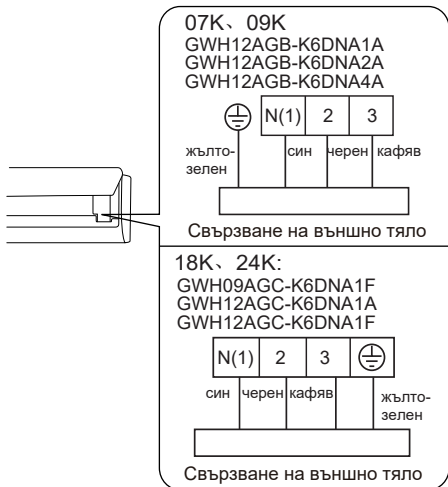 07K、09K
GWH12AGB-K6DNA1A
GWH12AGB-K6DNA2A
GWH12AGB-K6DNA4A
N(1) 2 3
жълто-
зелен
син черен кафяв
Свързване на външно тяло
18K、24K:
GWH09AGC-K6DNA1F
GWH12AGC-K6DNA1A
GWH12AGC-K6DNA1F
N(1) 2 3
син черен кафяв
жълто-
зелен
Свързване на външно тяло